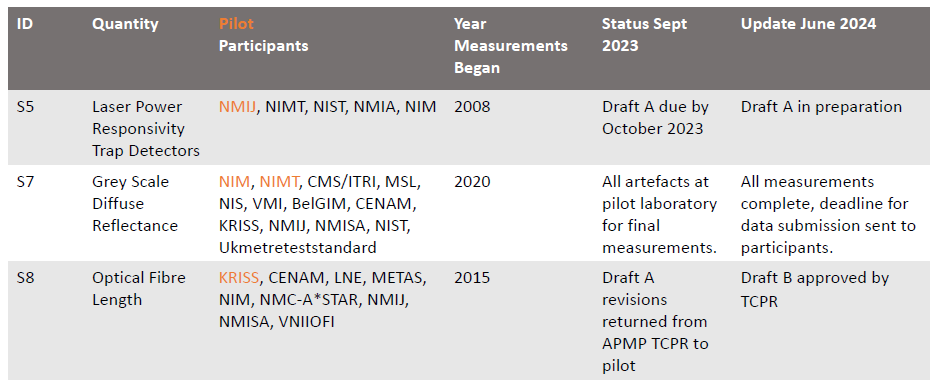 ID
Quantity
Pilot
Participants
Year
Measurements
Began
Status Sept
2023
Update June 2024
S5
Laser Power
Responsivity
Trap Detectors
NMIJ, NIMT, NIST, NMIA, NIM
2008
Draft A due by
October 2023
Draft A in preparation
S7
Grey Scale
Diffuse
Reflectance
NIM, NIMT, CMS/ITRI, MSL,
NIS, VMI, BelGIM, CENAM,
KRISS, NMIJ, NMISA, NIST,
Ukmetreteststandard
2020
All artefacts at
pilot laboratory
for final
measurements.
All measurements
complete, deadline for
data submission sent to
participants.
S8
Optical Fibre
Length
KRISS, CENAM, LNE, METAS,
NIM, NMC-A*STAR, NMIJ,
NMISA, VNIIOFI
2015
Draft A
revisions
returned from
APMP TCPR to
pilot
Draft B approved by
TCPR